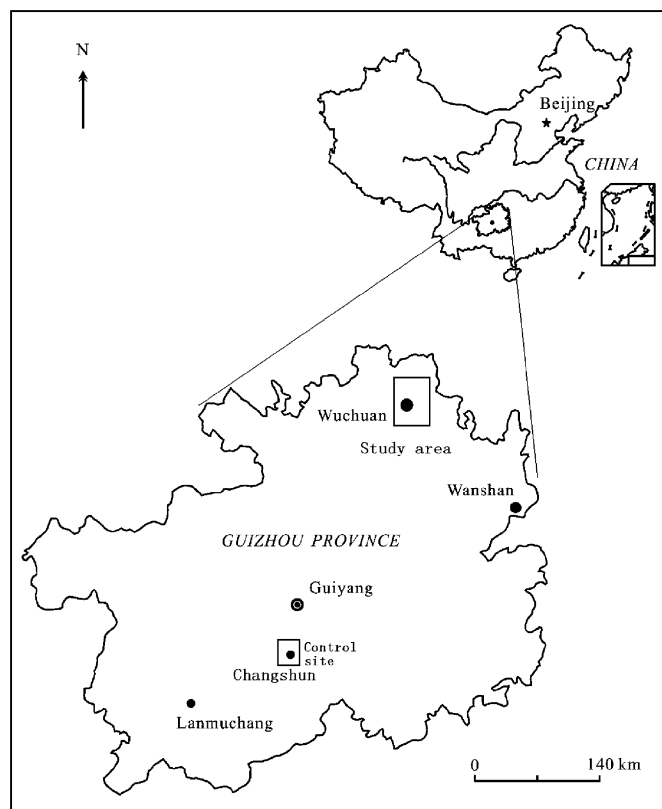 N
Beijing
CHINA
Wuchuan
Study area
Wanshan
GUIZHOU PROVINCE
Guiyang
Control
site
Changshun
Lanmuchang
0 140 km